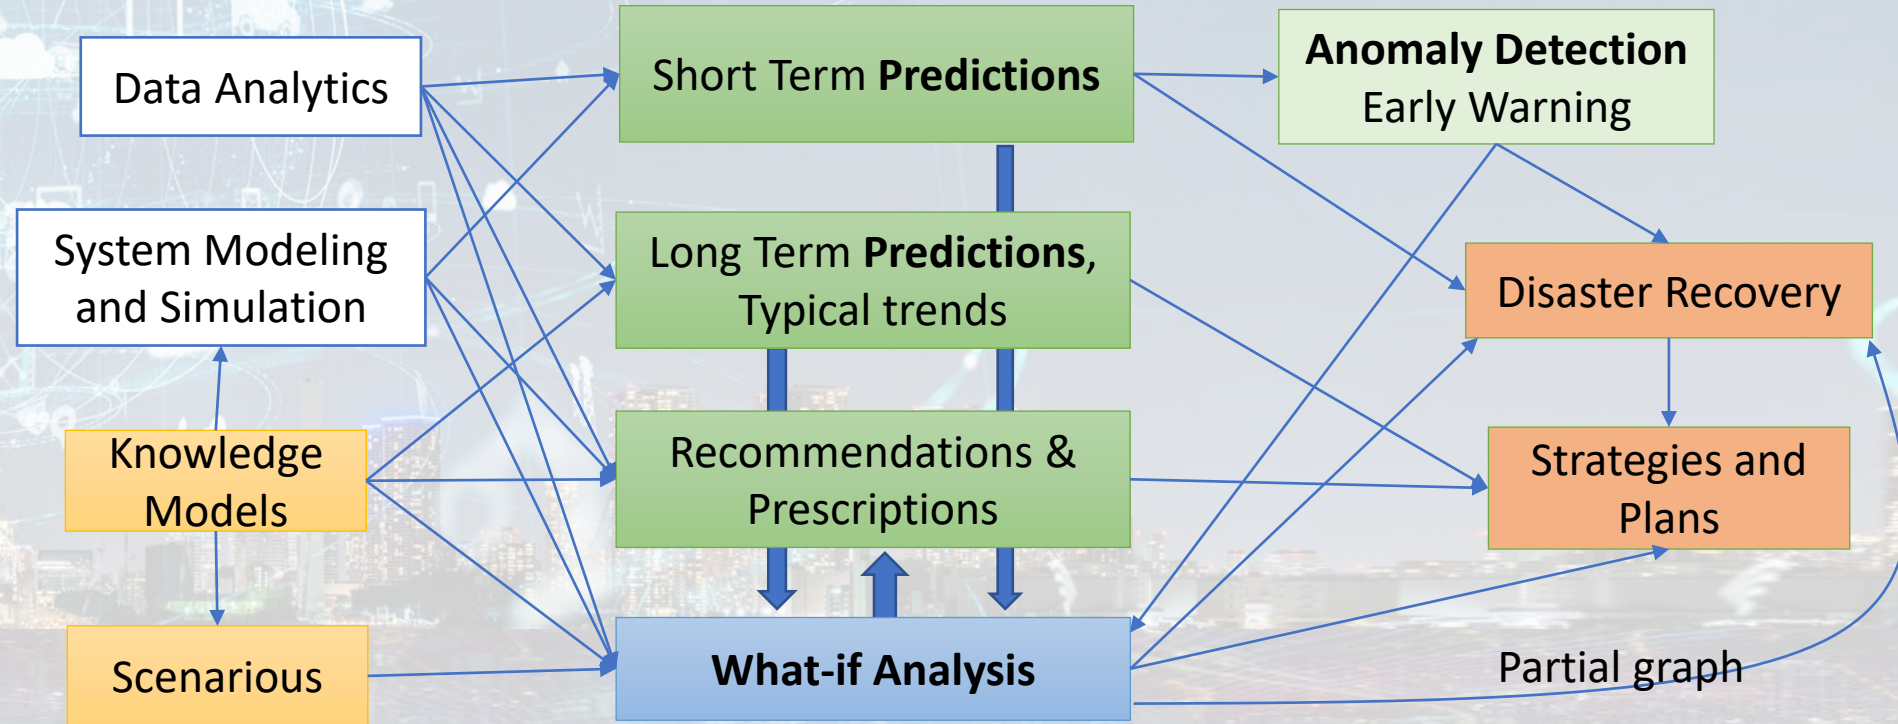 Data Analytics
Short Term Predictions
Anomaly Detection
Early Warning
System Modeling
and Simulation
Long Term Predictions,
Typical trends
Disaster Recovery
Knowledge
Models
Recommendations &
Prescriptions
Strategies and
Plans
Scenarious
What-if Analysis
Partial graph